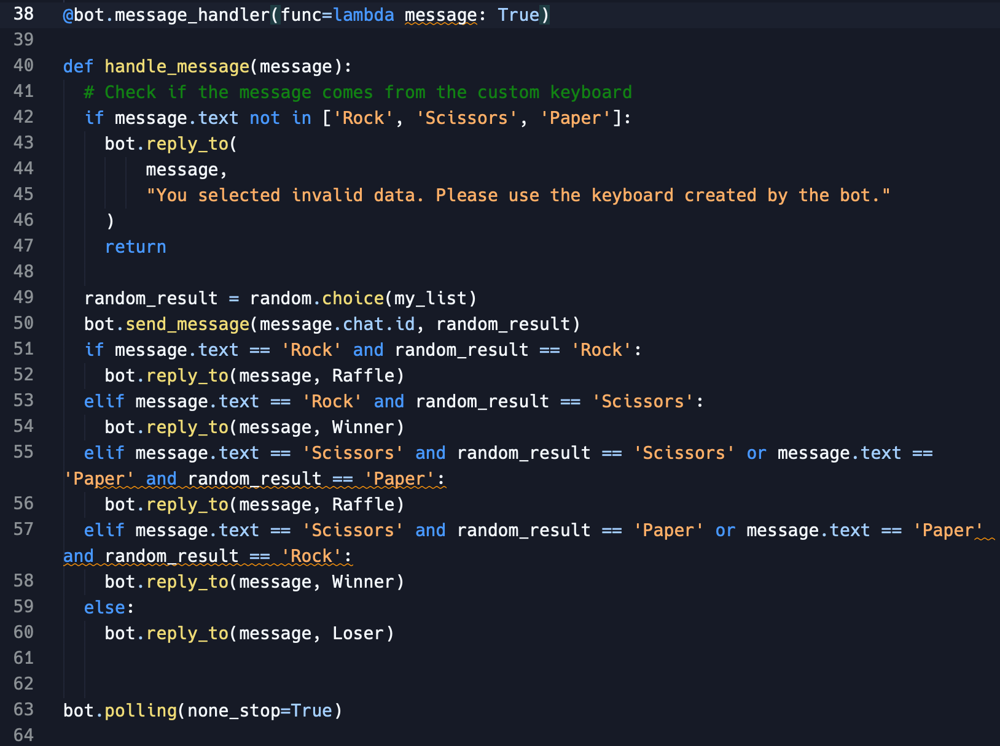 38 @bot.message_handler(func=lambda message: True)
39
40 def handle_message(message):
41   # Check if the message comes from the custom keyboard
42   if message.text not in ['Rock', 'Scissors', 'Paper']:
43     bot.reply_to(
44         message,
45         "You selected invalid data. Please use the keyboard created by the bot."
46     )
47     return
48
49   random_result = random.choice(my_list)
50   bot.send_message(message.chat.id, random_result)
51   if message.text == 'Rock' and random_result == 'Rock':
52     bot.reply_to(message, Raffle)
53   elif message.text == 'Rock' and random_result == 'Scissors':
54     bot.reply_to(message, Winner)
55   elif message.text == 'Scissors' and random_result == 'Scissors' or message.text ==
'Paper' and random_result == 'Paper':
56     bot.reply_to(message, Raffle)
57   elif message.text == 'Scissors' and random_result == 'Paper' or message.text == 'Paper'
and random_result == 'Rock':
58     bot.reply_to(message, Winner)
59   else:
60     bot.reply_to(message, Loser)
61
62
63 bot.polling(none_stop=True)
64